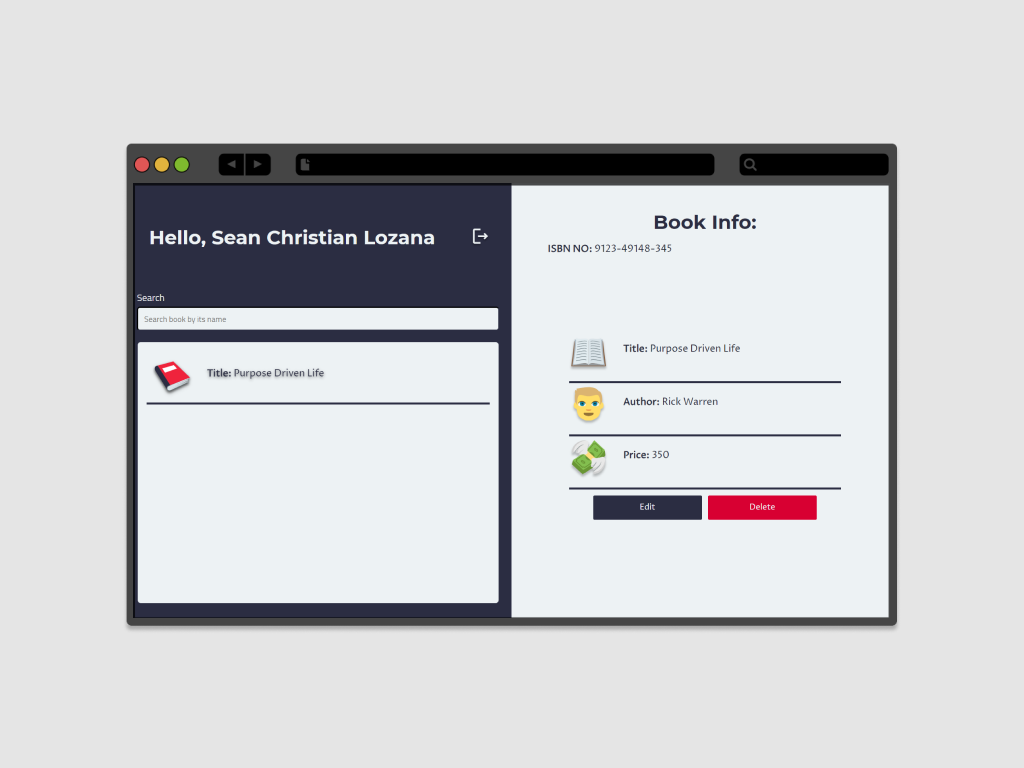 Hello, Sean Christian Lozana
Search
Search book by its name
Title: Purpose Driven Life
Book Info:
ISBN NO: 9123-49148-345
Title: Purpose Driven Life
Author: Rick Warren
Price: 350
Edit
Delete